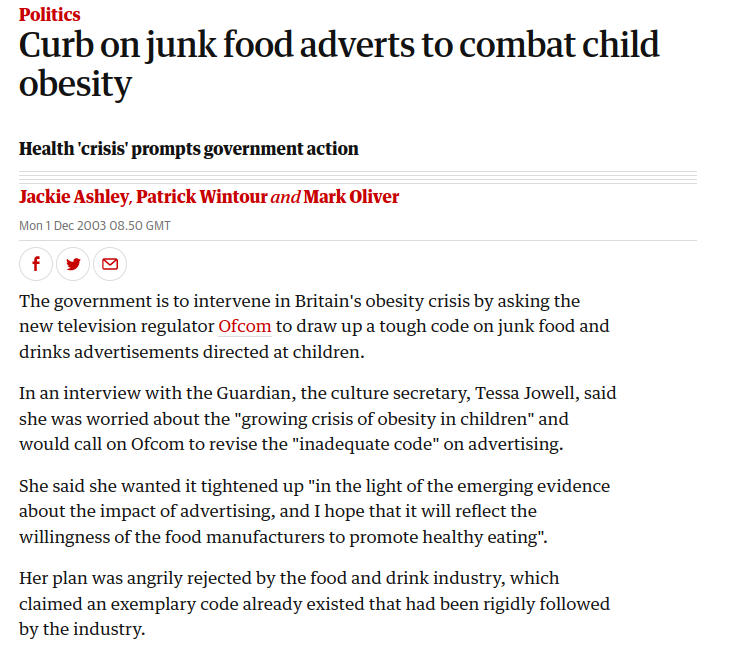 Politics
Curb on junk food adverts to combat child
obesity
Health 'crisis' prompts government action
Jackie Ashley, Patrick Wintour and Mark Oliver
Mon 1 Dec 2003 08.50 GMT
The government is to intervene in Britain's obesity crisis by asking the
new television regulator Ofcom to draw up a tough code on junk food and
drinks advertisements directed at children.
In an interview with the Guardian, the culture secretary, Tessa Jowell, said
she was worried about the "growing crisis of obesity in children" and
would call on Ofcom to revise the "inadequate code" on advertising.
She said she wanted it tightened up "in the light of the emerging evidence
about the impact of advertising, and I hope that it will reflect the
willingness of the food manufacturers to promote healthy eating".
Her plan was angrily rejected by the food and drink industry, which
claimed an exemplary code already existed that had been rigidly followed
by the industry.